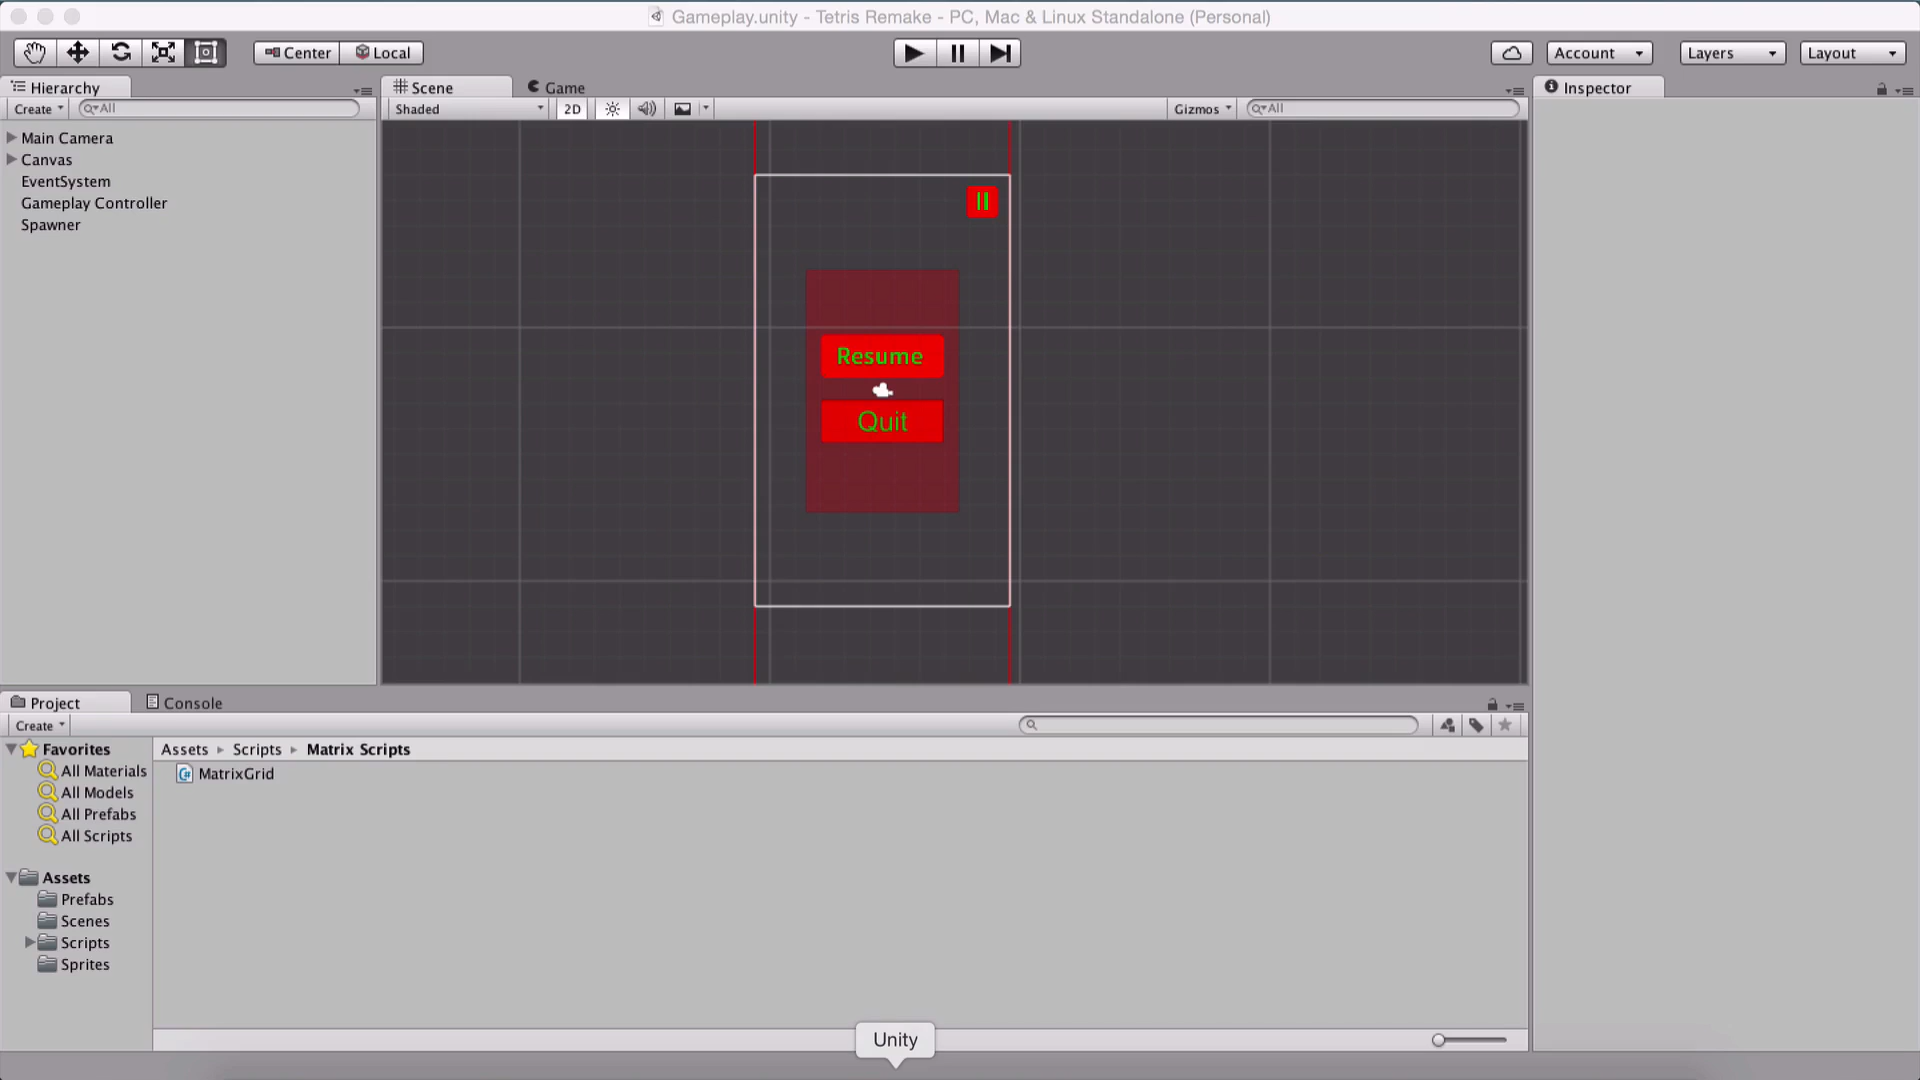 Gameplay.unity - Tetris Remake - PC, Mac & Linux Standalone (Personal)
Center Local Account Layers Layout
Hierarchy Scene Game Inspector
Create All Shaded 2D Gizmos All
Main Camera
Canvas
EventSystem
Gameplay Controller
Spawner
Resume
Quit
Project Console
Create
Favorites Assets Scripts Matrix Scripts
All Materials MatrixGrid
All Models
All Prefabs
All Scripts
Assets
Prefabs
Scenes
Scripts
Sprites
Unity